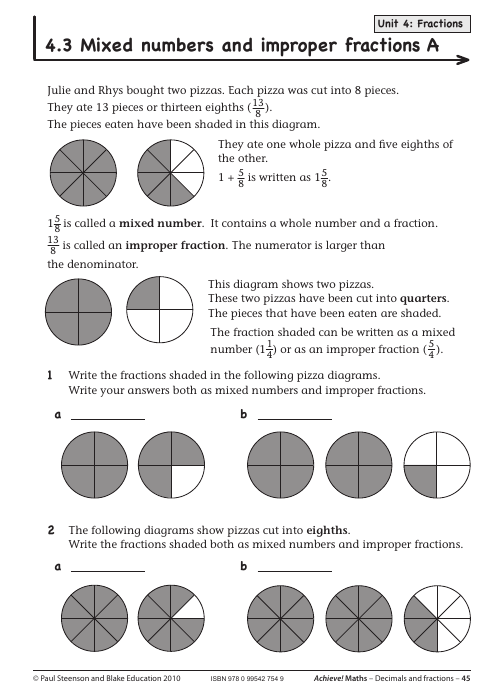 Unit 4: Fractions
4.3 Mixed numbers and improper fractions A
Julie and Rhys bought two pizzas. Each pizza was cut into 8 pieces.
They ate 13 pieces or thirteen eighths (13/8).
The pieces eaten have been shaded in this diagram.
They ate one whole pizza and five eighths of
the other.
1 + 5/8 is written as 1 5/8.
1 5/8 is called a mixed number. It contains a whole number and a fraction.
13/8 is called an improper fraction. The numerator is larger than
the denominator.
This diagram shows two pizzas.
These two pizzas have been cut into quarters.
The pieces that have been eaten are shaded.
The fraction shaded can be written as a mixed
number (1 1/4) or as an improper fraction (5/4).
1 Write the fractions shaded in the following pizza diagrams.
Write your answers both as mixed numbers and improper fractions.
a ____________ b ____________
2 The following diagrams show pizzas cut into eighths.
Write the fractions shaded both as mixed numbers and improper fractions.
a ____________ b ____________
© Paul Steenson and Blake Education 2010 ISBN 978 0 99542 754 9 Achieve! Maths – Decimals and fractions – 45